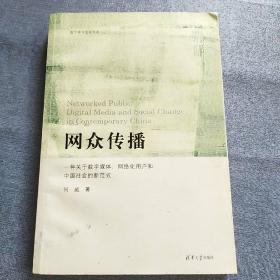 Networked Public
Digital Media and Social Change
in Contemporary China
网众传播
一种关于数字媒体、网络化用户和
中国社会的新范式
何威 著
清华大学出版社